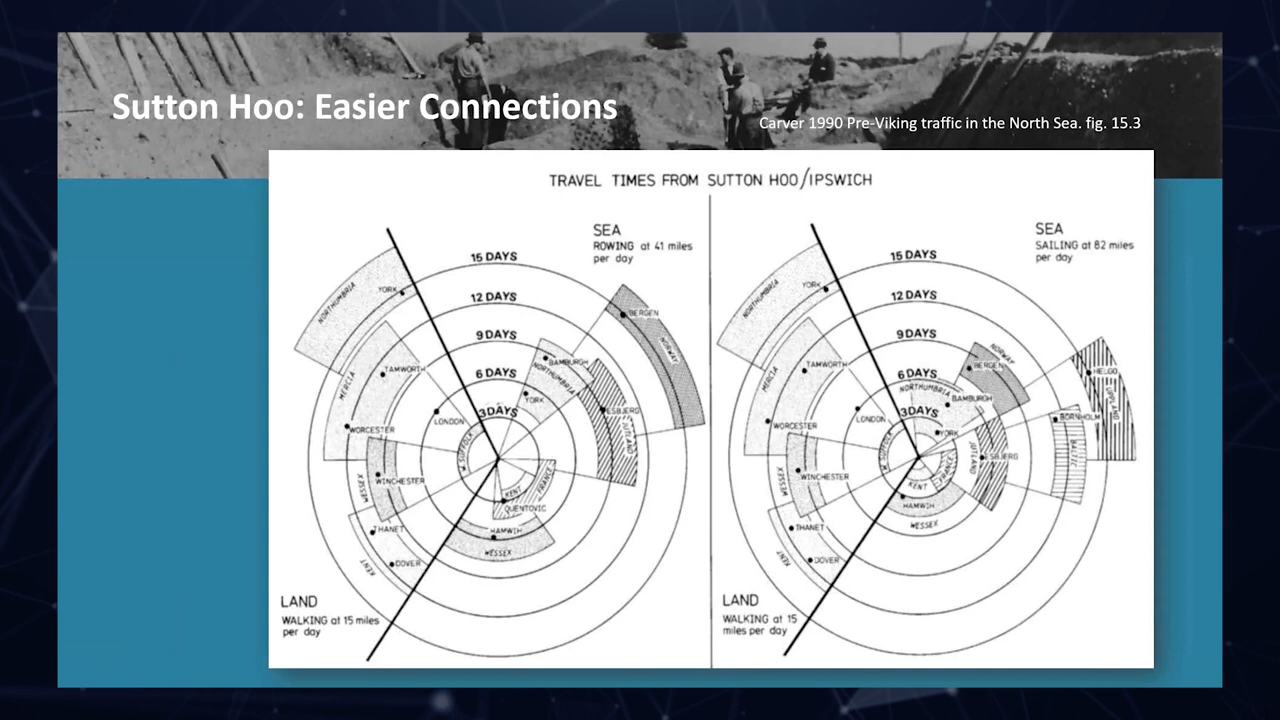 Sutton Hoo: Easier Connections
Carver 1990 Pre-Viking traffic in the North Sea. fig. 15.3
TRAVEL TIMES FROM SUTTON HOO/IPSWICH
SEA
ROWING at 41 miles
per day
15 DAYS
12 DAYS
9 DAYS
6 DAYS
3 DAYS
NORTHUMBRIA
YORK
MERCIA
TAMWORTH
LONDON
WORCESTER
W. SUFFOLK
WINCHESTER
WESSEX
THANET
KENT
DOVER
BERGEN
NORWAY
BAMBURGH
NORTHUMBRIA
YORK
ESBJERG
JUTLAND
FRANCE
KENT
QUENTOVIC
HAMWIH
WESSEX
LAND
WALKING at 15 miles
per day
SEA
SAILING at 82 miles
per day
15 DAYS
12 DAYS
9 DAYS
6 DAYS
3 DAYS
NORTHUMBRIA
YORK
MERCIA
TAMWORTH
LONDON
WORCESTER
W. SUFFOLK
WINCHESTER
WESSEX
THANET
KENT
DOVER
NORWAY
BERGEN
NORTHUMBRIA
BAMBURGH
YORK
HELGO
UPPLAND
BORNHOLM
BALTIC
ESBJERG
JUTLAND
FRANCE
KENT
HAMWIH
WESSEX
LAND
WALKING at 15
miles per day